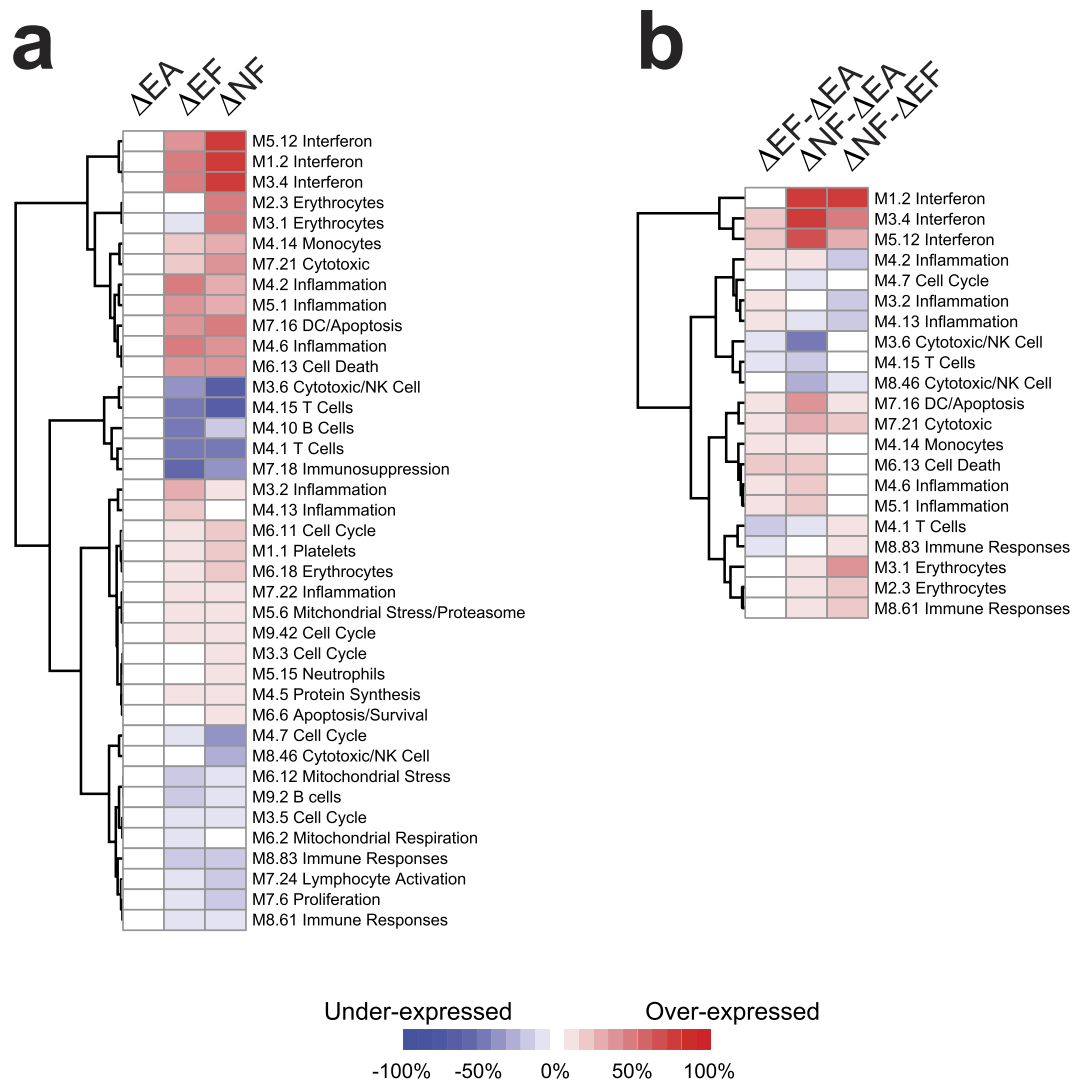 a
ΔEA
ΔEF
ΔNF
M5.12 Interferon
M1.2 Interferon
M3.4 Interferon
M2.3 Erythrocytes
M3.1 Erythrocytes
M4.14 Monocytes
M7.21 Cytotoxic
M4.2 Inflammation
M5.1 Inflammation
M7.16 DC/Apoptosis
M4.6 Inflammation
M6.13 Cell Death
M3.6 Cytotoxic/NK Cell
M4.15 T Cells
M4.10 B Cells
M4.1 T Cells
M7.18 Immunosuppression
M3.2 Inflammation
M4.13 Inflammation
M6.11 Cell Cycle
M1.1 Platelets
M6.18 Erythrocytes
M7.22 Inflammation
M5.6 Mitchondrial Stress/Proteasome
M9.42 Cell Cycle
M3.3 Cell Cycle
M5.15 Neutrophils
M4.5 Protein Synthesis
M6.6 Apoptosis/Survival
M4.7 Cell Cycle
M8.46 Cytotoxic/NK Cell
M6.12 Mitochondrial Stress
M9.2 B cells
M3.5 Cell Cycle
M6.2 Mitochondrial Respiration
M8.83 Immune Responses
M7.24 Lymphocyte Activation
M7.6 Proliferation
M8.61 Immune Responses
b
ΔEF-ΔEA
ΔNF-ΔEA
ΔNF-ΔEF
M1.2 Interferon
M3.4 Interferon
M5.12 Interferon
M4.2 Inflammation
M4.7 Cell Cycle
M3.2 Inflammation
M4.13 Inflammation
M3.6 Cytotoxic/NK Cell
M4.15 T Cells
M8.46 Cytotoxic/NK Cell
M7.16 DC/Apoptosis
M7.21 Cytotoxic
M4.14 Monocytes
M6.13 Cell Death
M4.6 Inflammation
M5.1 Inflammation
M4.1 T Cells
M8.83 Immune Responses
M3.1 Erythrocytes
M2.3 Erythrocytes
M8.61 Immune Responses
Under-expressed Over-expressed
-100% -50% 0% 50% 100%